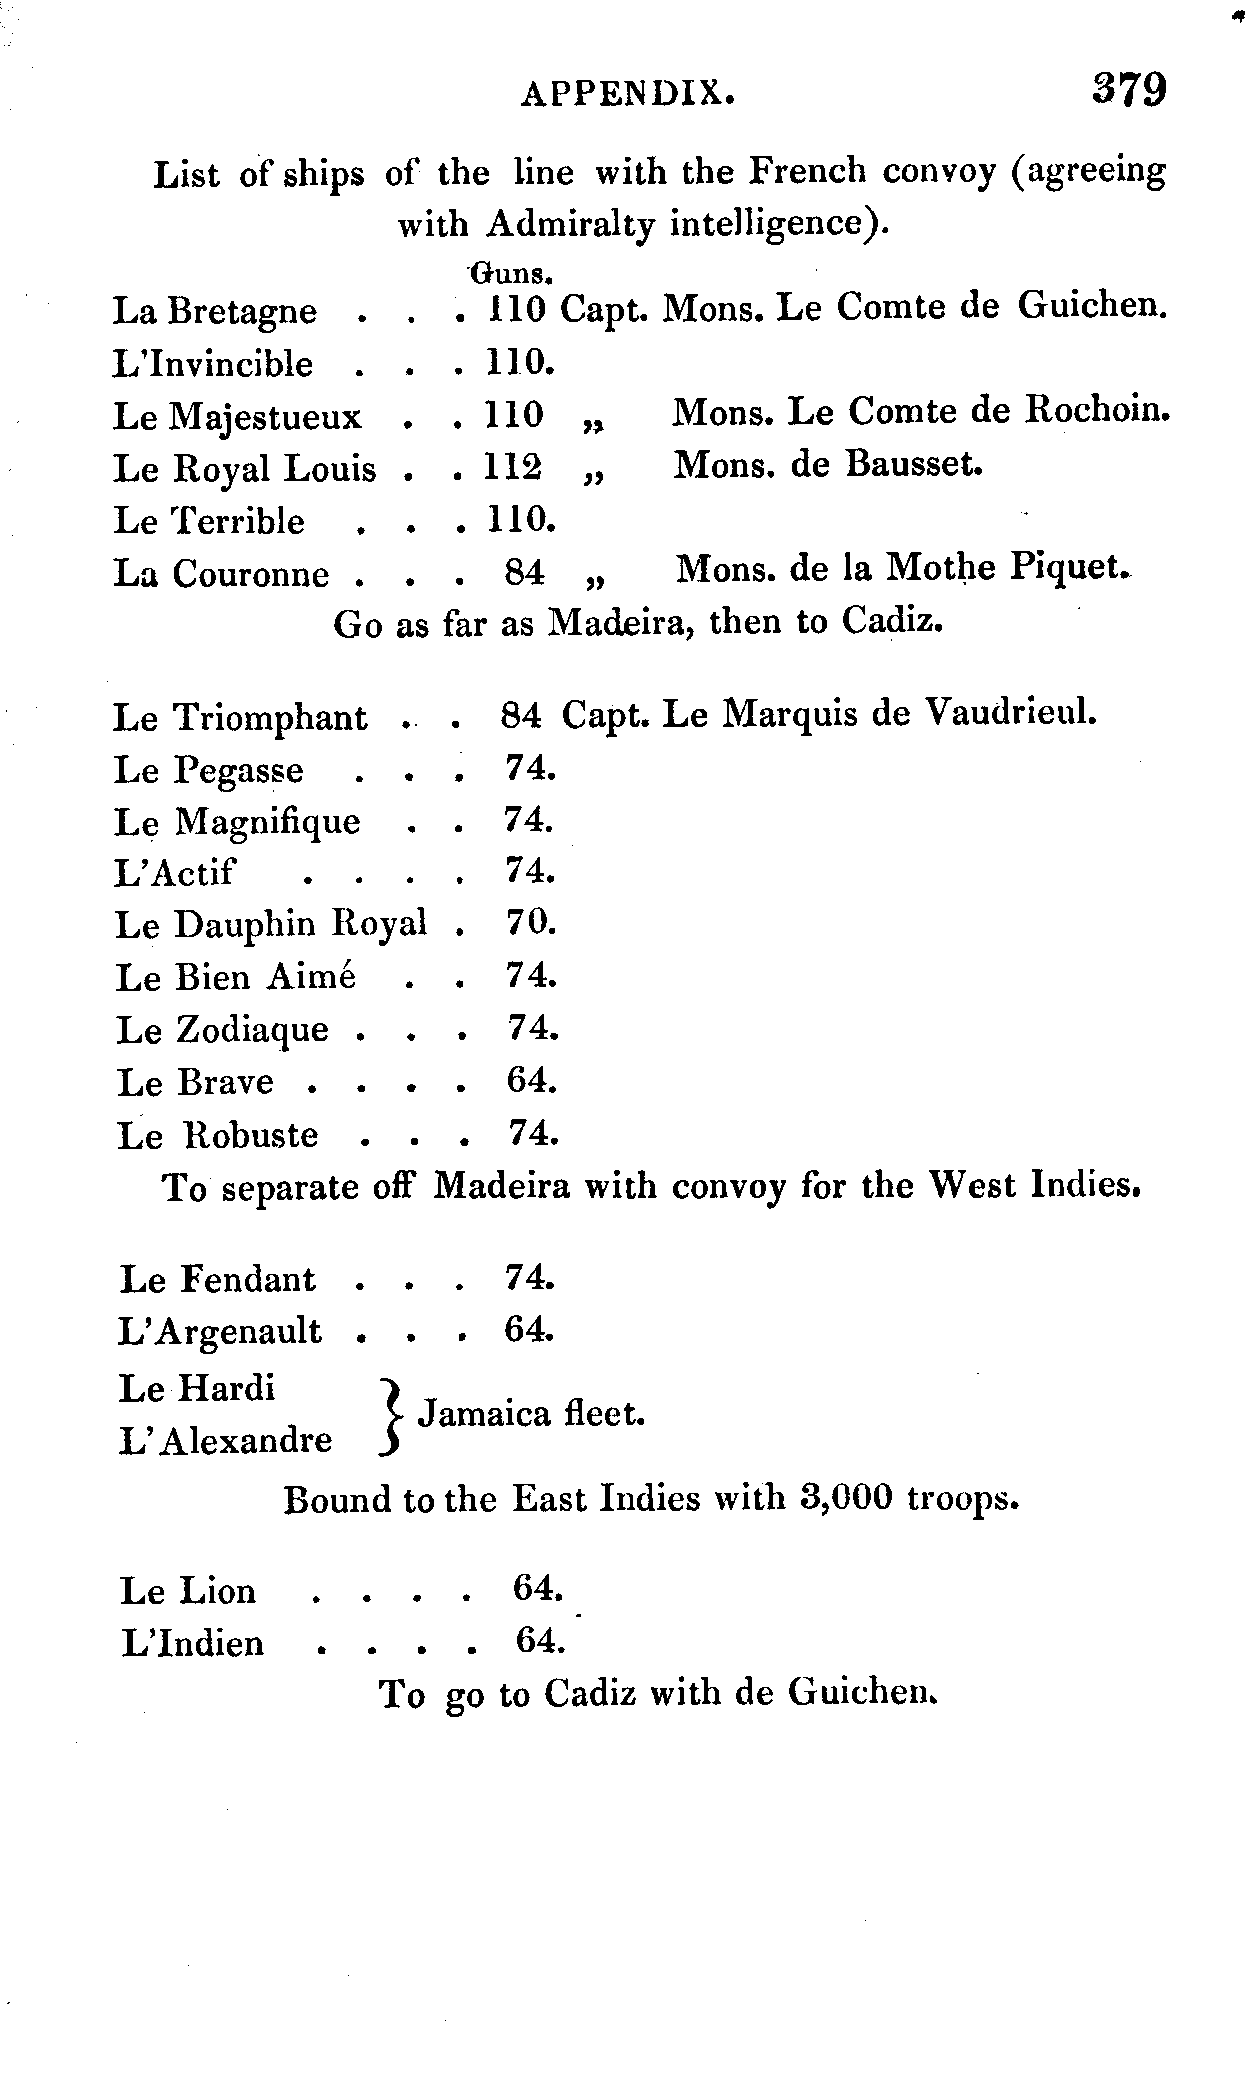 APPENDIX. 379
List of ships of the line with the French convoy (agreeing
with Admiralty intelligence).
Guns.
La Bretagne . . . 110 Capt. Mons. Le Comte de Guichen.
L'Invincible . . . 110.
Le Majestueux . . 110 „ Mons. Le Comte de Rochoin.
Le Royal Louis . . 112 „ Mons. de Bausset.
Le Terrible . . . 110.
La Couronne . . . 84 „ Mons. de la Mothe Piquet.
Go as far as Madeira, then to Cadiz.
Le Triomphant . . 84 Capt. Le Marquis de Vaudrieul.
Le Pegasse . . . 74.
Le Magnifique . . 74.
L'Actif . . . . 74.
Le Dauphin Royal . 70.
Le Bien Aimé . . 74.
Le Zodiaque . . . 74.
Le Brave . . . . 64.
Le Robuste . . . 74.
To separate off Madeira with convoy for the West Indies.
Le Fendant . . . 74.
L'Argenault . . . 64.
Le Hardi
} Jamaica fleet.
L'Alexandre
Bound to the East Indies with 3,000 troops.
Le Lion . . . . 64.
L'Indien . . . . 64.
To go to Cadiz with de Guichen.